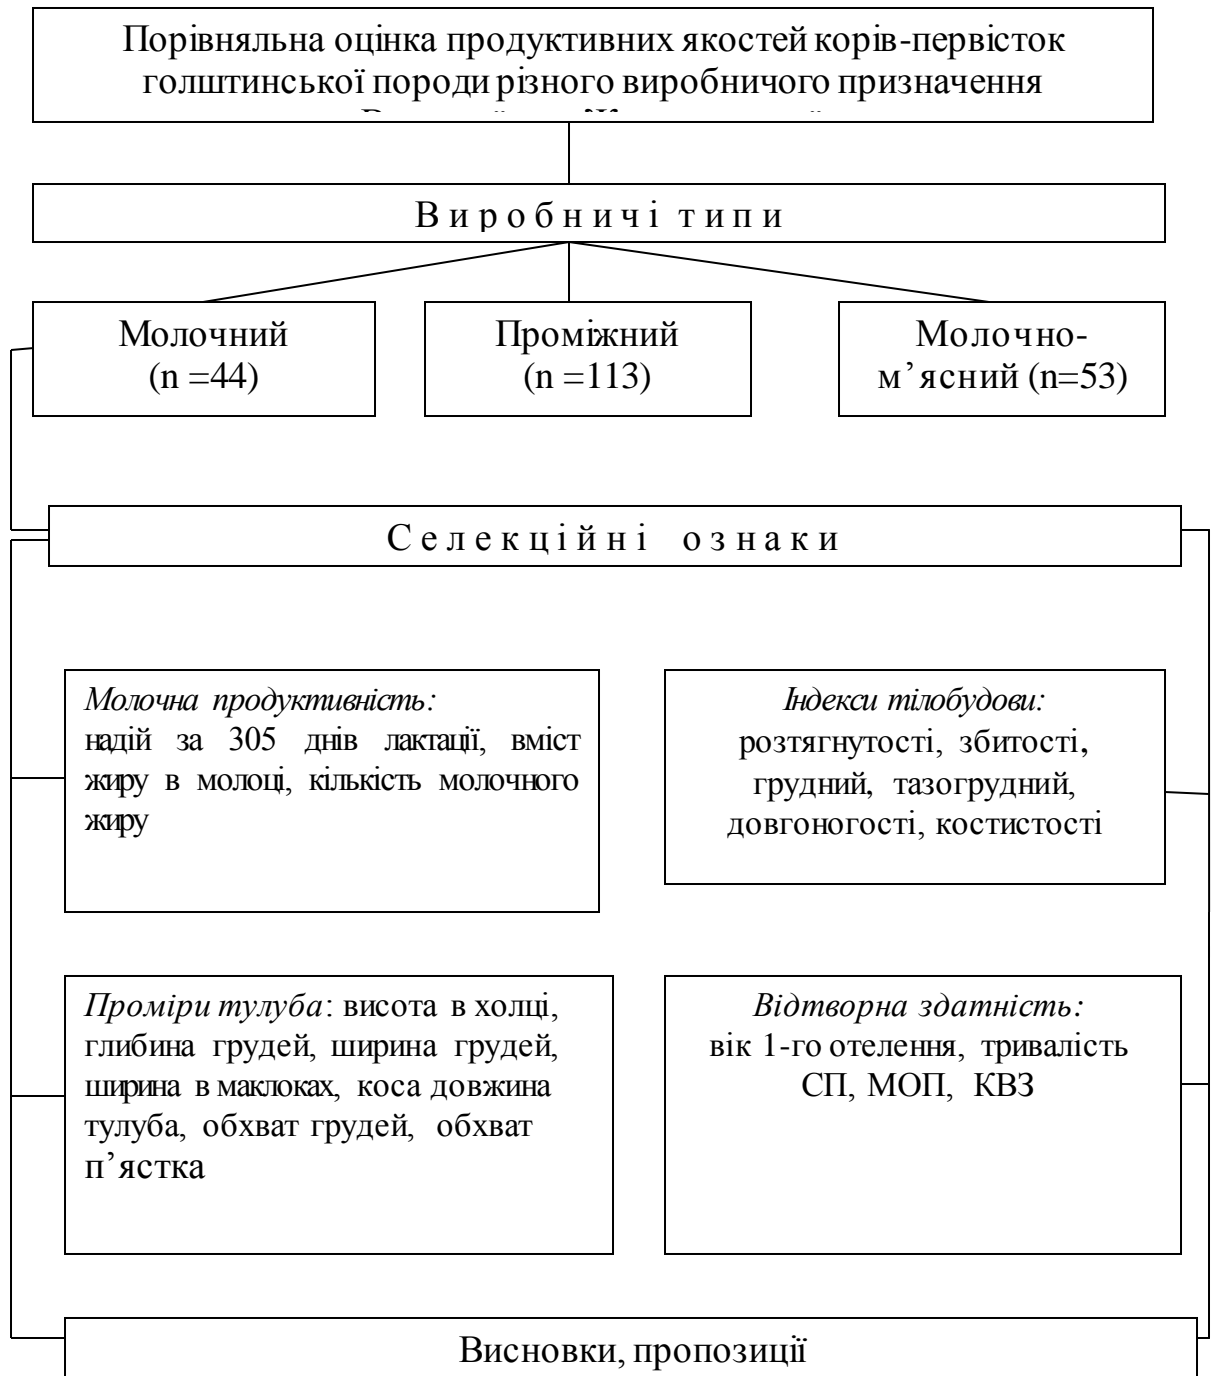 Порівняльна оцінка продуктивних якостей корів-первісток
голштинської породи різного виробничого призначення
В и р о б н и ч і т и п и
Молочний
(n =44)
Проміжний
(n =113)
Молочно-
м’ясний (n=53)
С е л е к ц і й н і о з н а к и
Молочна продуктивність:
надій за 305 днів лактації, вміст
жиру в молоці, кількість молочного
жиру
Індекси тілобудови:
розтягнутості, збитості,
грудний, тазогрудний,
довгоногості, костистості
Проміри тулуба: висота в холці,
глибина грудей, ширина грудей,
ширина в маклоках, коса довжина
тулуба, обхват грудей, обхват
п’ястка
Відтворна здатність:
вік 1-го отелення, тривалість
СП, МОП, КВЗ
Висновки, пропозиції